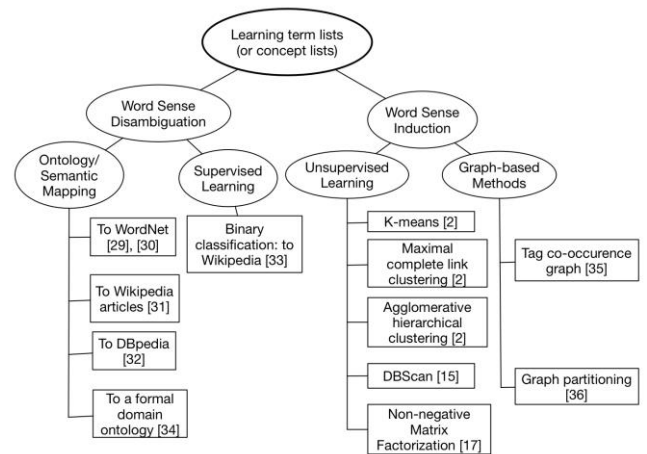 Learning term lists
(or concept lists)
Word Sense
Disambiguation
Word Sense
Induction
Ontology/
Semantic
Mapping
Supervised
Learning
Unsupervised
Learning
Graph-based
Methods
To WordNet
[29], [30]
To Wikipedia
articles [31]
To DBpedia
[32]
To a formal
domain
ontology [34]
Binary
classification: to
Wikipedia [33]
K-means [2]
Maximal
complete link
clustering [2]
Agglomerative
hierarchical
clustering [2]
DBScan [15]
Non-negative
Matrix
Factorization [17]
Tag co-occurence
graph [35]
Graph partitioning
[36]